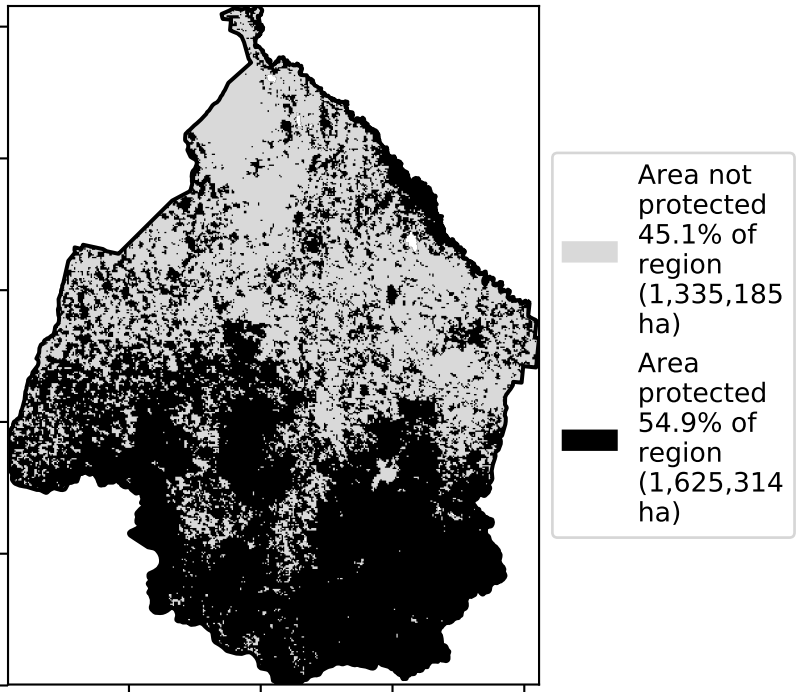 Area not
protected
45.1% of
region
(1,335,185
ha)
Area
protected
54.9% of
region
(1,625,314
ha)